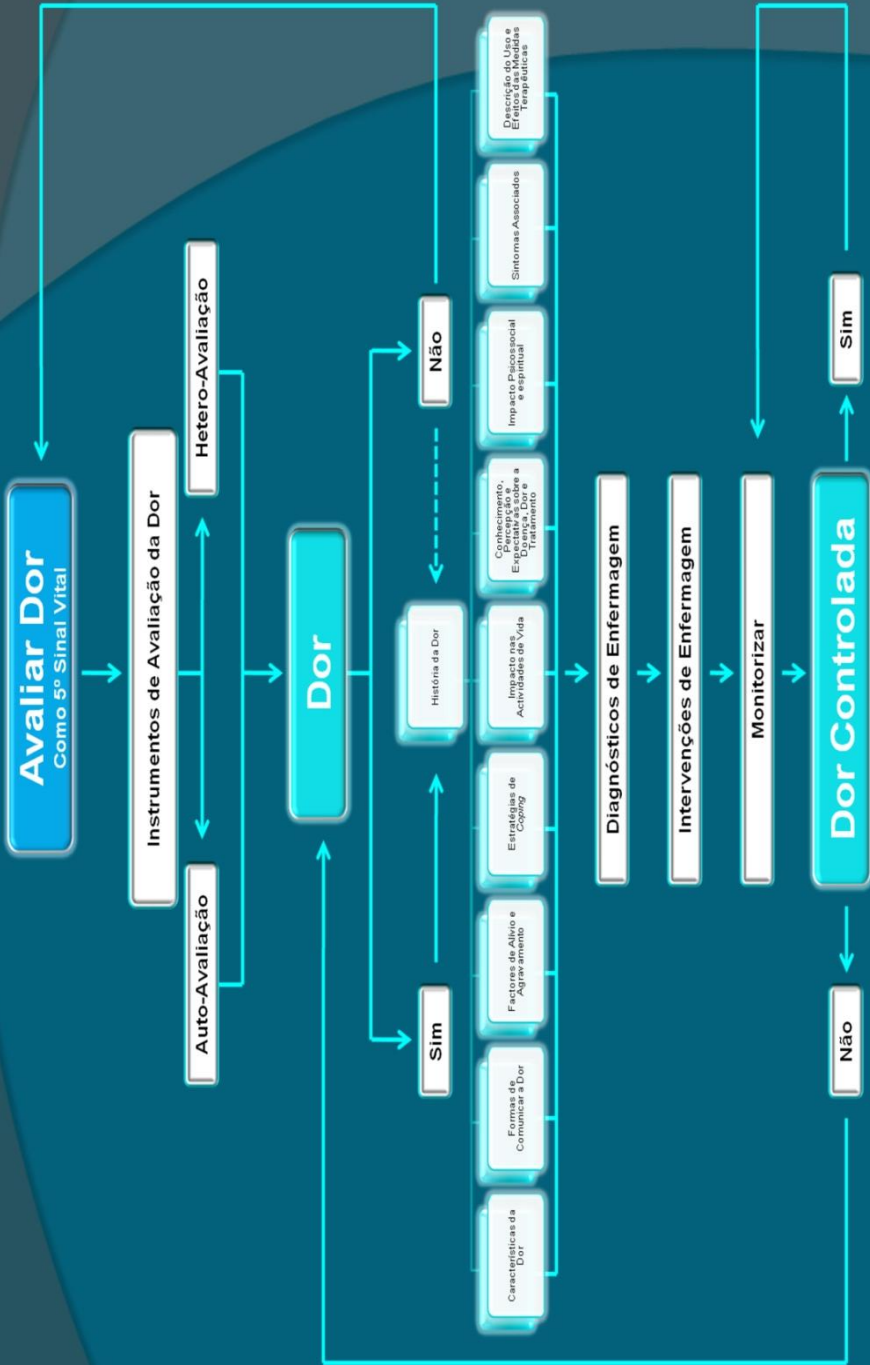 Avaliar Dor
Como 5º Sinal Vital
Instrumentos de Avaliação da Dor
Auto-Avaliação
Hetero-Avaliação
Dor
Sim
Não
História da Dor
Características da
Dor
Formas de
Comunicar a Dor
Factores de Alívio e
Agravamento
Estratégias de
Coping
Impacto nas
Actividades de Vida
Conhecimento,
Percepção e
Expectativas sobre a
Doença, Dor e
Tratamento
Impacto Psicossocial
e espiritual
Sintomas Associados
Descrição do Uso e
Efeitos das Medidas
Terapêuticas
Diagnósticos de Enfermagem
Intervenções de Enfermagem
Monitorizar
Dor Controlada
Não
Sim